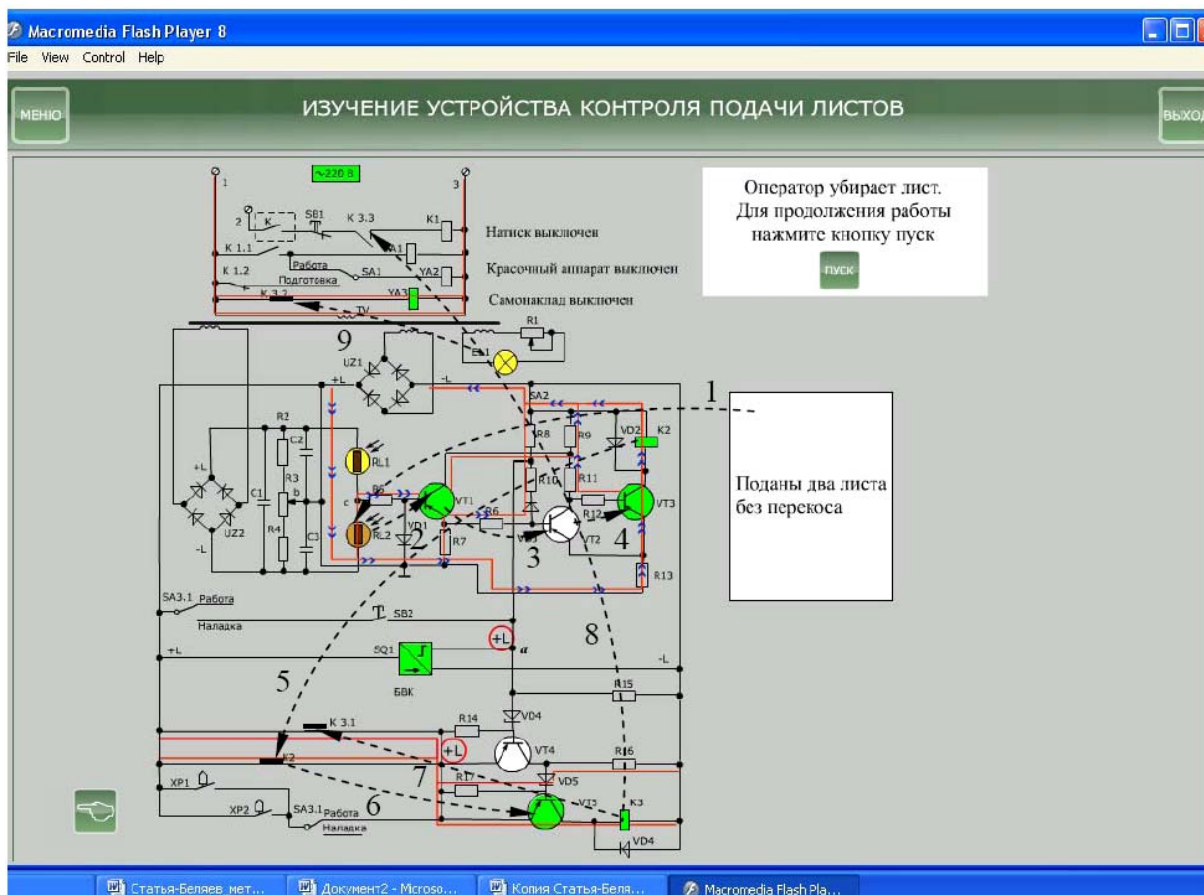 Macromedia Flash Player 8
File View Control Help
МЕНЮ
ИЗУЧЕНИЕ УСТРОЙСТВА КОНТРОЛЯ ПОДАЧИ ЛИСТОВ
ВЫХОД
~220 В
1
3
2
K
SB1
K 3.3
K1
Натиск выключен
K 1.1
Работа
SA1
YA2
Красочный аппарат выключен
K 1.2
Подготовка
K 3.2
YA3
Самонаклад выключен
TV
Оператор убирает лист.
Для продолжения работы
нажмите кнопку пуск
ПУСК
9
R1
UZ1
+L
-L
SA2
1
R2
C2
R8
R9
VD2
K2
R3
b
RL1
+L
C1
c
R10
R11
VT1
R6
R12
VT3
Поданы два листа
без перекоса
R4
C3
RL2
2
VD1
R7
3
VT2
4
UZ2
-L
R13
SA3.1 Работа
Наладка
SB2
8
+L
SQ1
+L
a
-L
5
БВК
R15
R14
VD4
K 3.1
K2
+L
VT4
R16
7
R17
VD5
XP1
6
XP2
SA3.1 Работа
Наладка
VT5
K3
VD4
Статья-Беляев_мет...
Документ2 - Microso...
Копия Статья-Беля...
Macromedia Flash Pla...